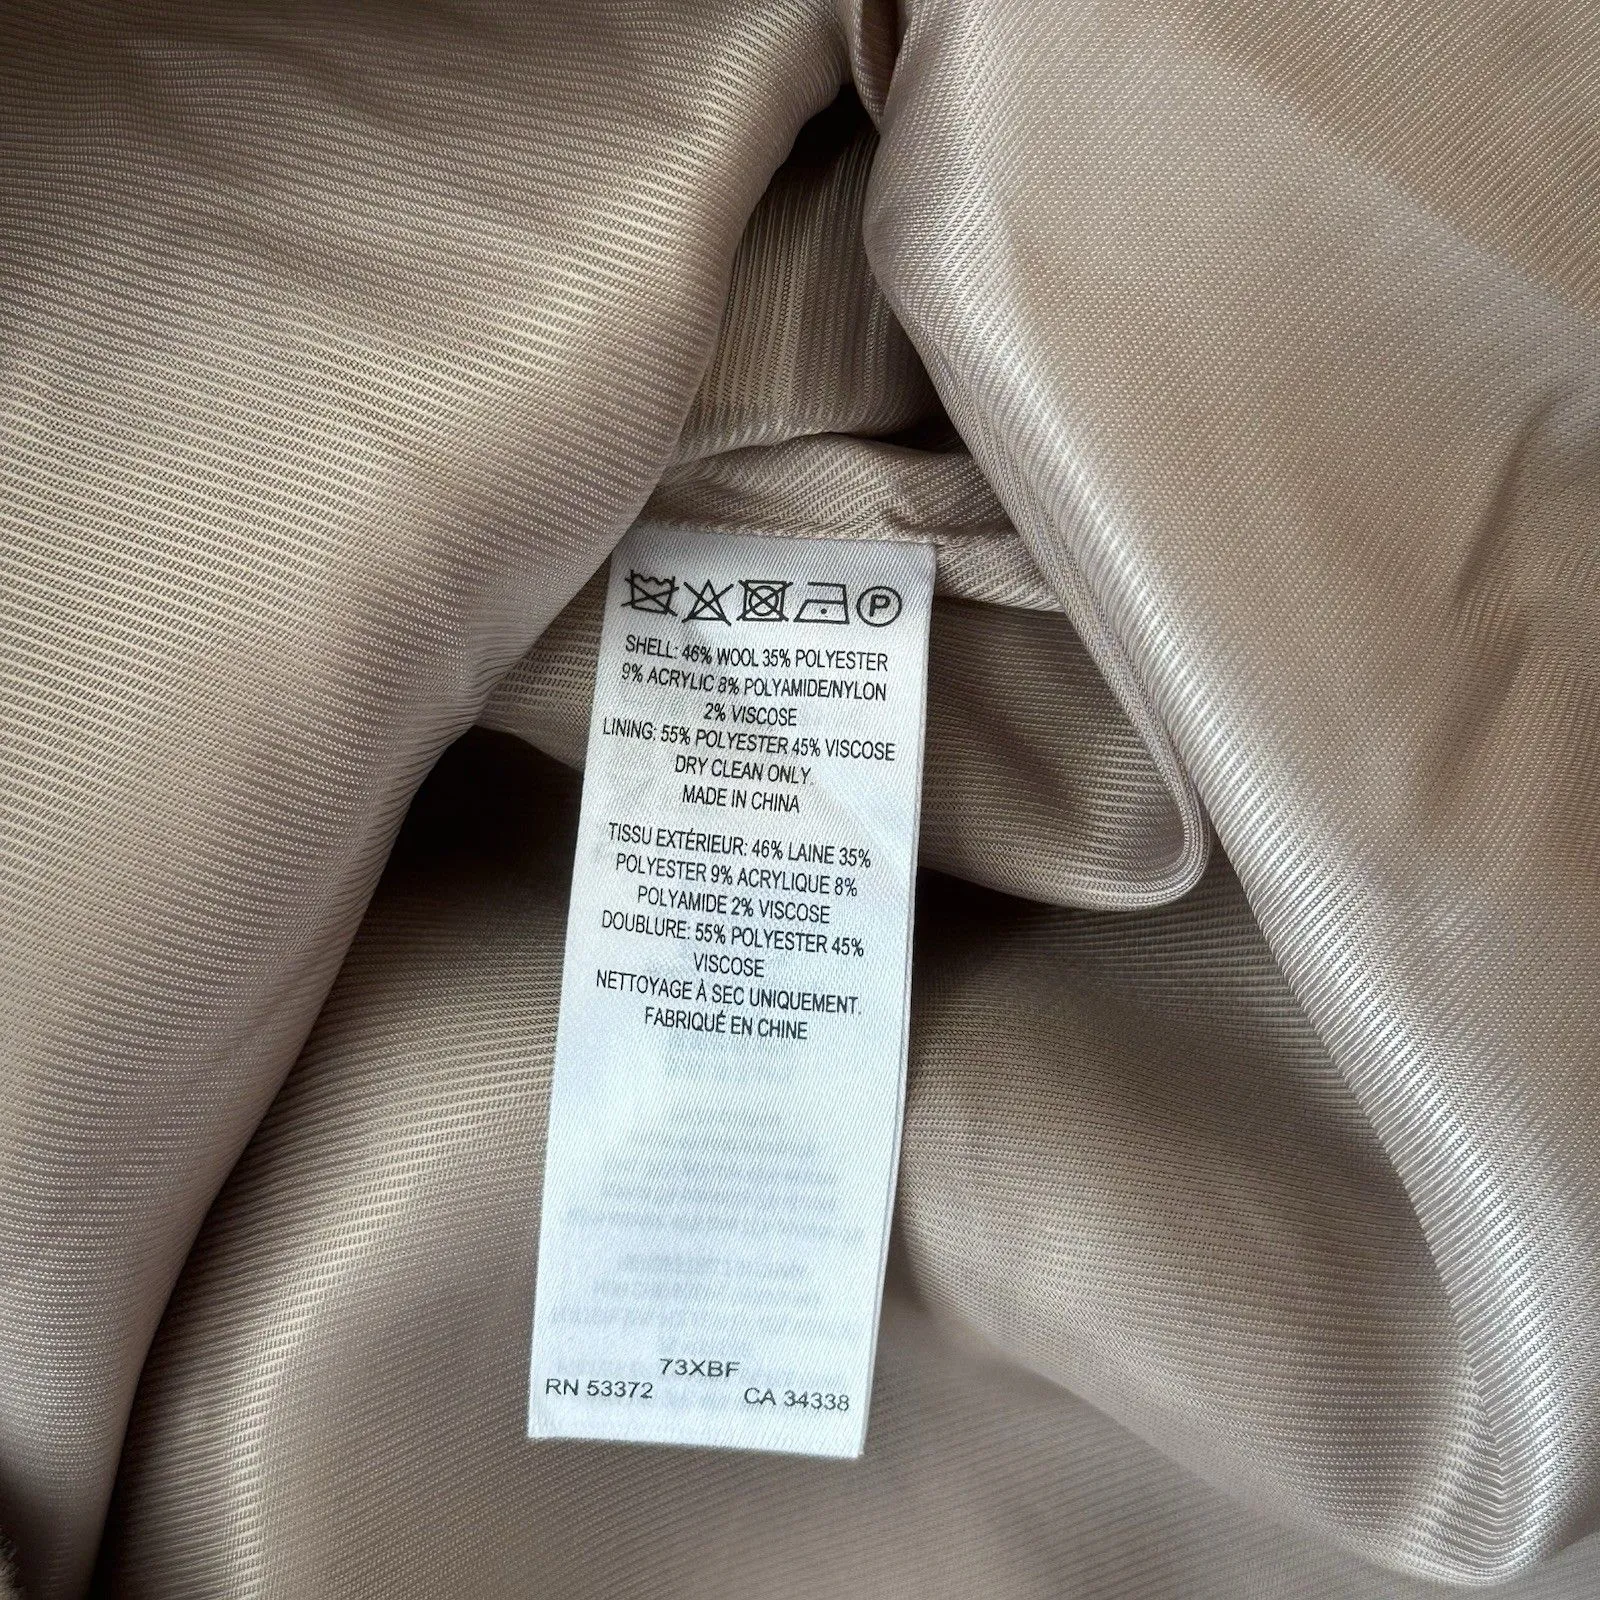 P
SHELL: 46% WOOL 35% POLYESTER
9% ACRYLIC 8% POLYAMIDE/NYLON
2% VISCOSE
LINING: 55% POLYESTER 45% VISCOSE
DRY CLEAN ONLY.
MADE IN CHINA
TISSU EXTÉRIEUR: 46% LAINE 35%
POLYESTER 9% ACRYLIQUE 8%
POLYAMIDE 2% VISCOSE
DOUBLURE: 55% POLYESTER 45%
VISCOSE
NETTOYAGE À SEC UNIQUEMENT.
FABRIQUÉ EN CHINE
73XBF
RN 53372 CA 34338